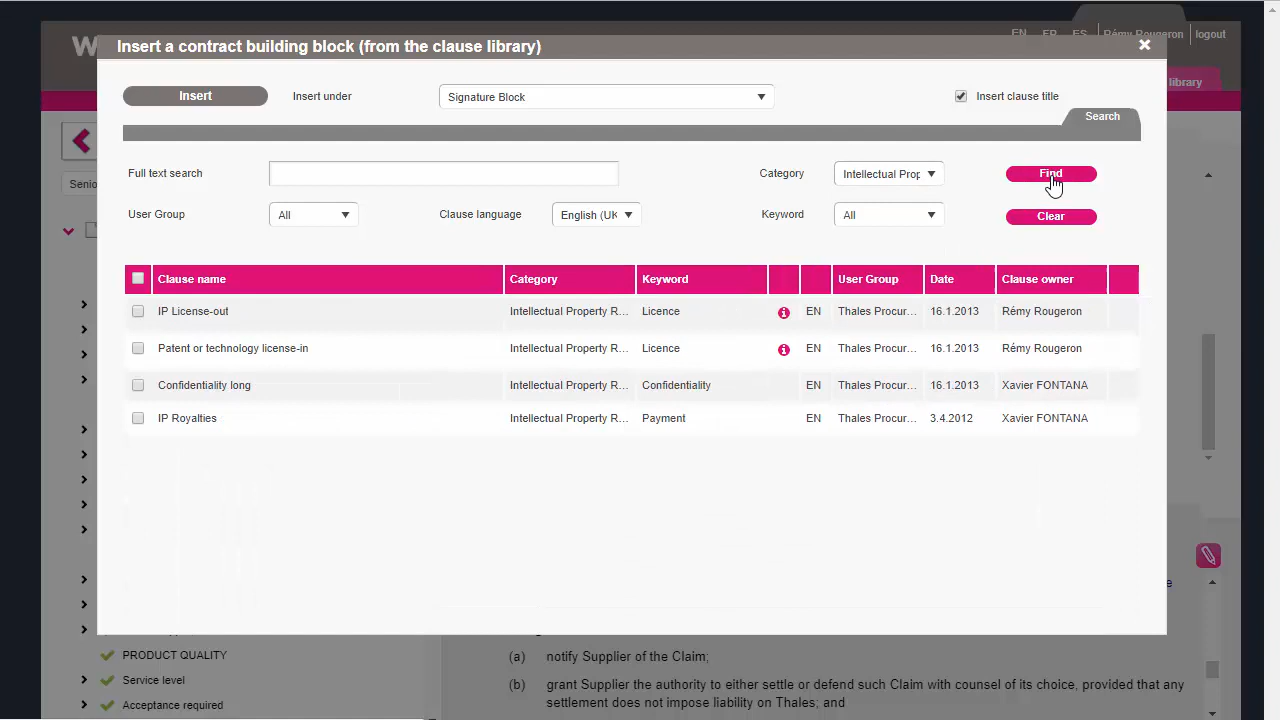 W
EN FR ES Rémy Rougeron logout
Insert a contract building block (from the clause library)
library
Insert Insert under Signature Block Insert clause title
Search
Full text search Category Intellectual Prop Find
Senio
User Group All Clause language English (UK Keyword All Clear
Clause name Category Keyword User Group Date Clause owner
IP License-out Intellectual Property R... Licence EN Thales Procur... 16.1.2013 Rémy Rougeron
Patent or technology license-in Intellectual Property R... Licence EN Thales Procur... 16.1.2013 Rémy Rougeron
Confidentiality long Intellectual Property R... Confidentiality EN Thales Procur... 16.1.2013 Xavier FONTANA
IP Royalties Intellectual Property R... Payment EN Thales Procur... 3.4.2012 Xavier FONTANA
PRODUCT QUALITY
(a) notify Supplier of the Claim;
Service level
(b) grant Supplier the authority to either settle or defend such Claim with counsel of its choice, provided that any
settlement does not impose liability on Thales; and
Acceptance required